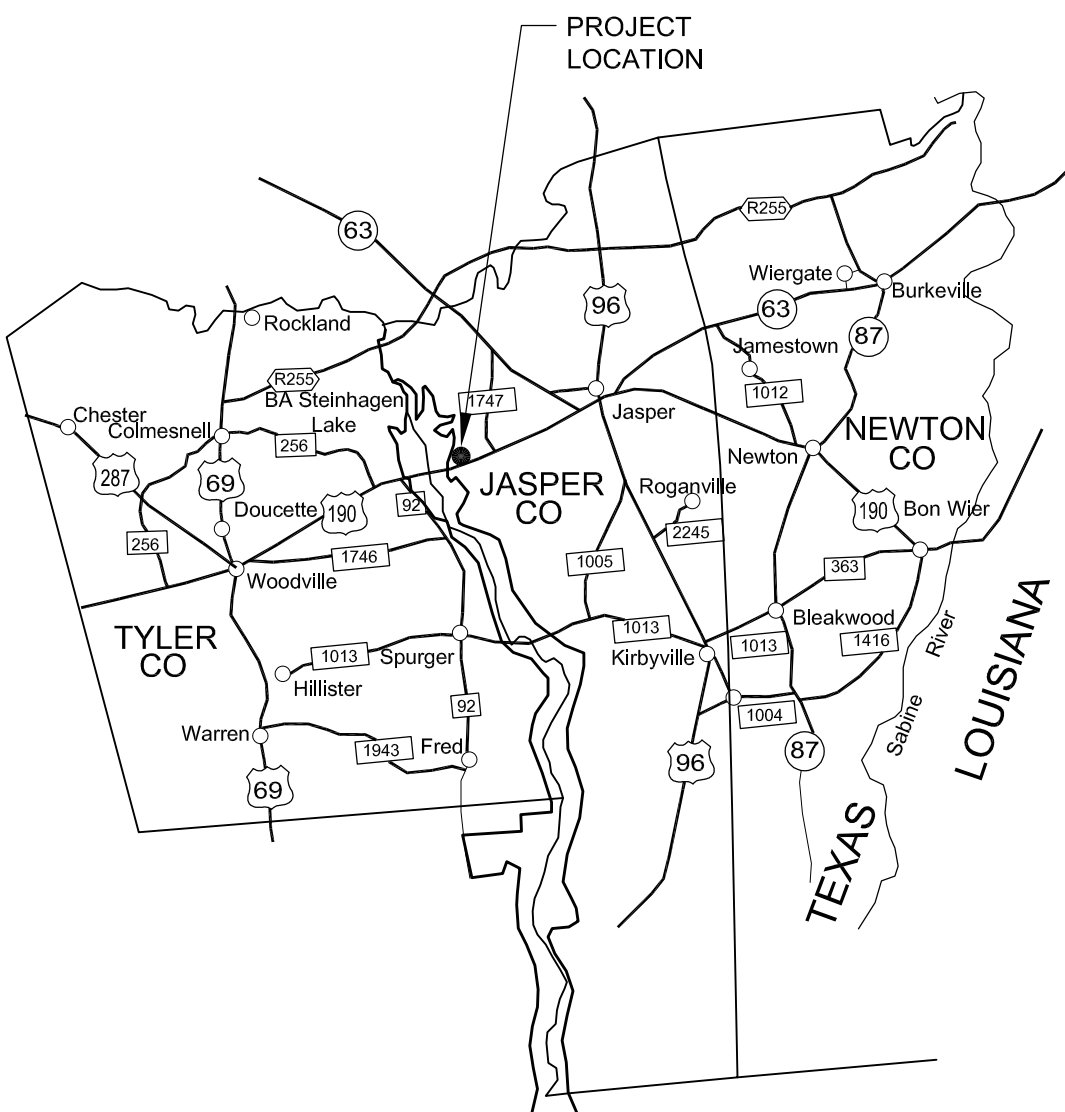 PROJECT
LOCATION
63
R255
96
Wiergate
Burkeville
63
87
Rockland
Jamestown
R255
BA Steinhagen
Lake
1747
1012
Jasper
Chester
Colmesnell
256
287
69
Newton
NEWTON
CO
JASPER
CO
Roganville
190
Bon Wier
Doucette
190
92
2245
256
1746
1005
363
Woodville
TYLER
CO
1013
Bleakwood
1013
1416
River
Spurger
Kirbyville
1013
Hillister
1004
Sabine
LOUISIANA
92
Warren
1943
Fred
96
87
69
TEXAS